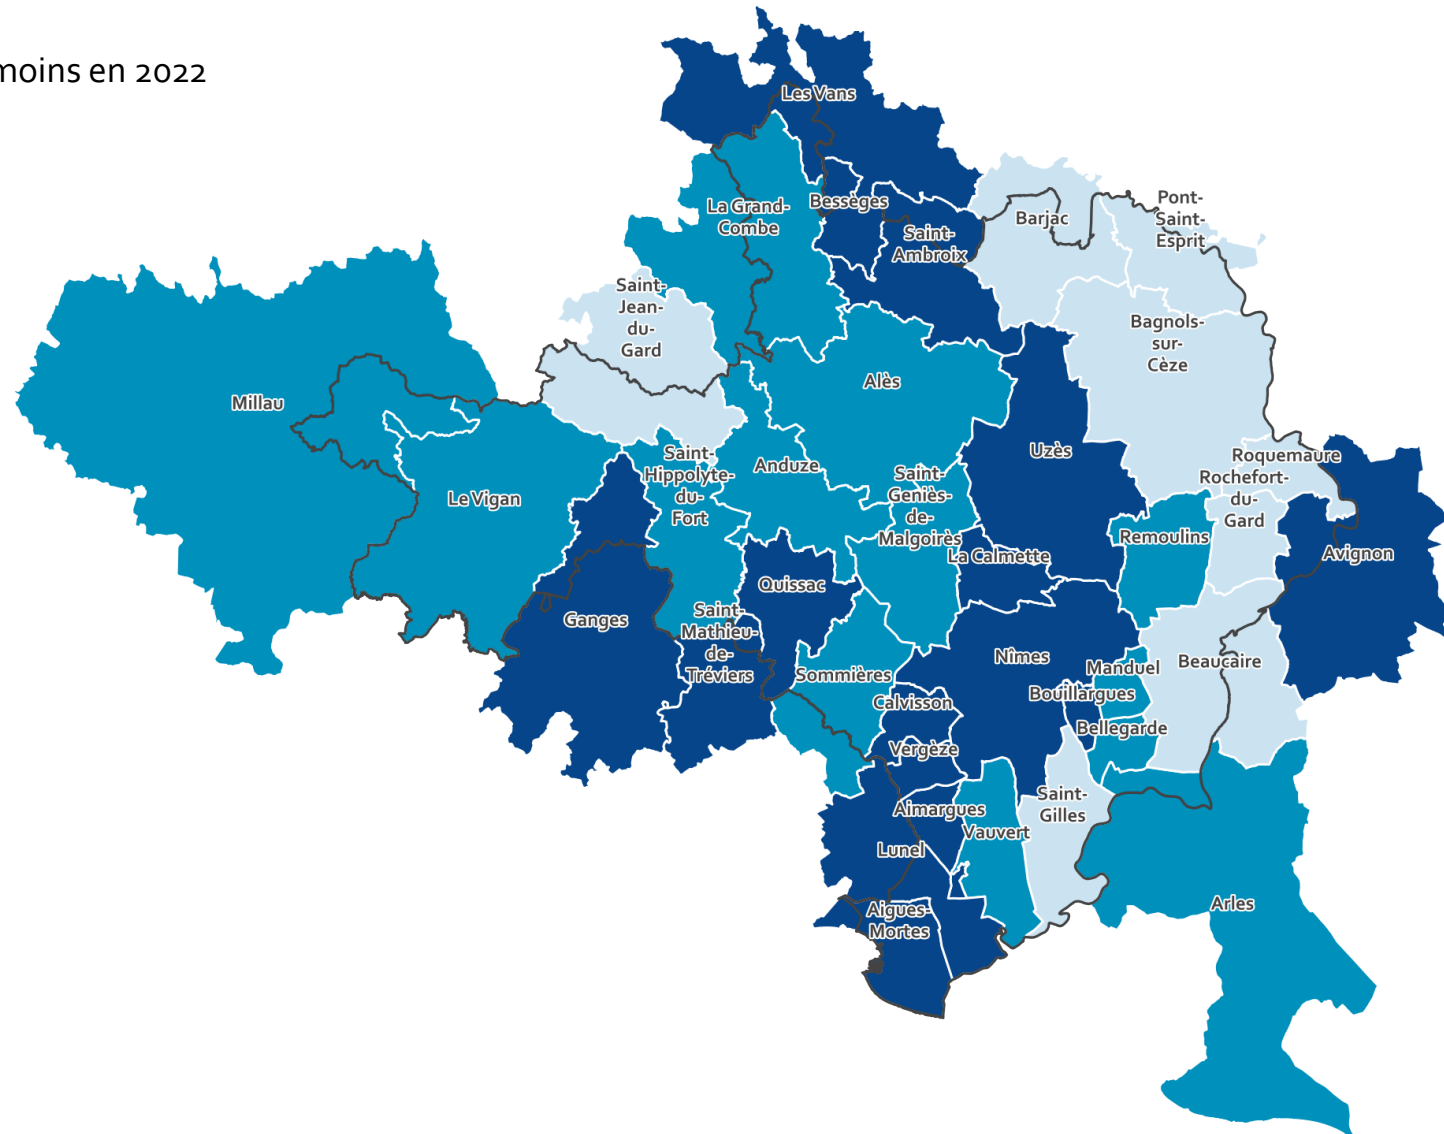 moins en 2022
Les Vans
La Grand-
Combe
Bessèges
Saint-
Ambroix
Barjac
Pont-
Saint-
Esprit
Saint-
Jean-
du-
Gard
Bagnols-
sur-
Cèze
Millau
Alès
Le Vigan
Saint-
Hippolyte-
du-
Fort
Anduze
Saint-
Geniès-
de-
Malgoirès
Uzès
Roquemaure
Rochefort-
du-
Gard
La Calmette
Remoulins
Avignon
Ganges
Quissac
Saint-
Mathieu-
de-
Tréviers
Sommières
Nîmes
Manduel
Beaucaire
Bouillargues
Calvisson
Bellegarde
Vergèze
Aimargues
Vauvert
Saint-
Gilles
Lunel
Aigues-
Mortes
Arles